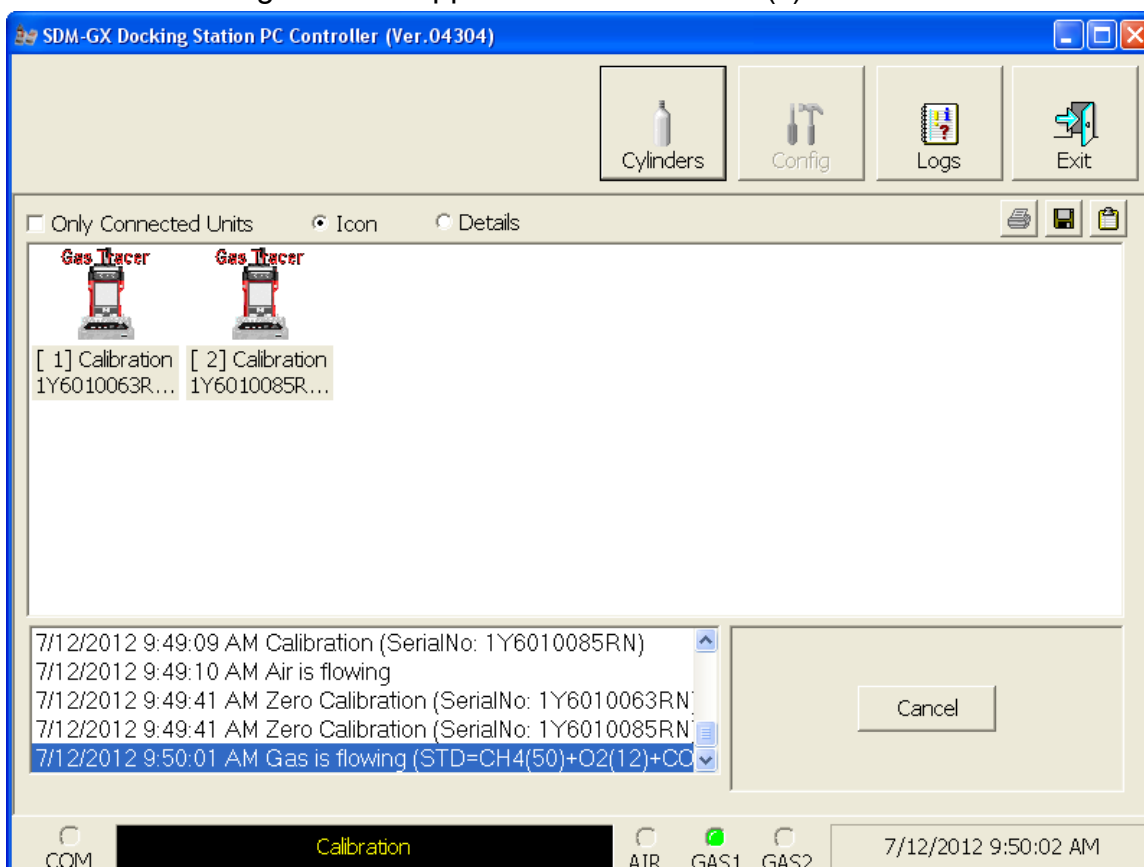 SDM-GX Docking Station PC Controller (Ver.04304)
Cylinders
Config
Logs
Exit
Only Connected Units
Icon
Details
Gas Tracer
Gas Tracer
[ 1] Calibration
1Y6010063R...
[ 2] Calibration
1Y6010085R...
7/12/2012 9:49:09 AM Calibration (SerialNo: 1Y6010085RN)
7/12/2012 9:49:10 AM Air is flowing
7/12/2012 9:49:41 AM Zero Calibration (SerialNo: 1Y6010063RN
7/12/2012 9:49:41 AM Zero Calibration (SerialNo: 1Y6010085RN
7/12/2012 9:50:01 AM Gas is flowing (STD=CH4(50)+O2(12)+CO
Cancel
COM
Calibration
AIR
GAS1
GAS2
7/12/2012 9:50:02 AM